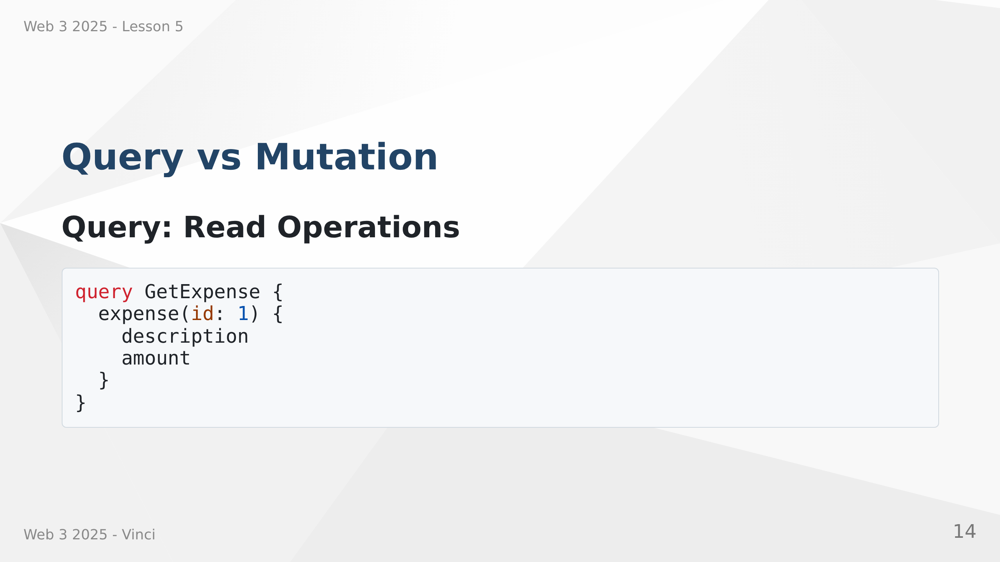 Web 3 2025 - Lesson 5
Query vs Mutation
Query: Read Operations
query GetExpense {
  expense(id: 1) {
    description
    amount
  }
}
Web 3 2025 - Vinci
14